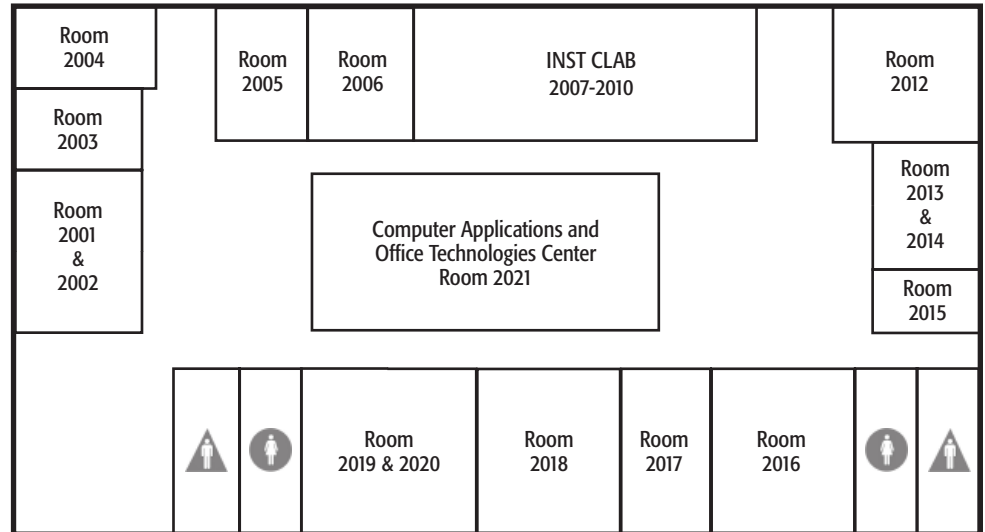 Room
2004
Room
2005
Room
2006
INST CLAB
2007-2010
Room
2012
Room
2003
Room
2001
&
2002
Computer Applications and
Office Technologies Center
Room 2021
Room
2013
&
2014
Room
2015
Room
2019 & 2020
Room
2018
Room
2017
Room
2016